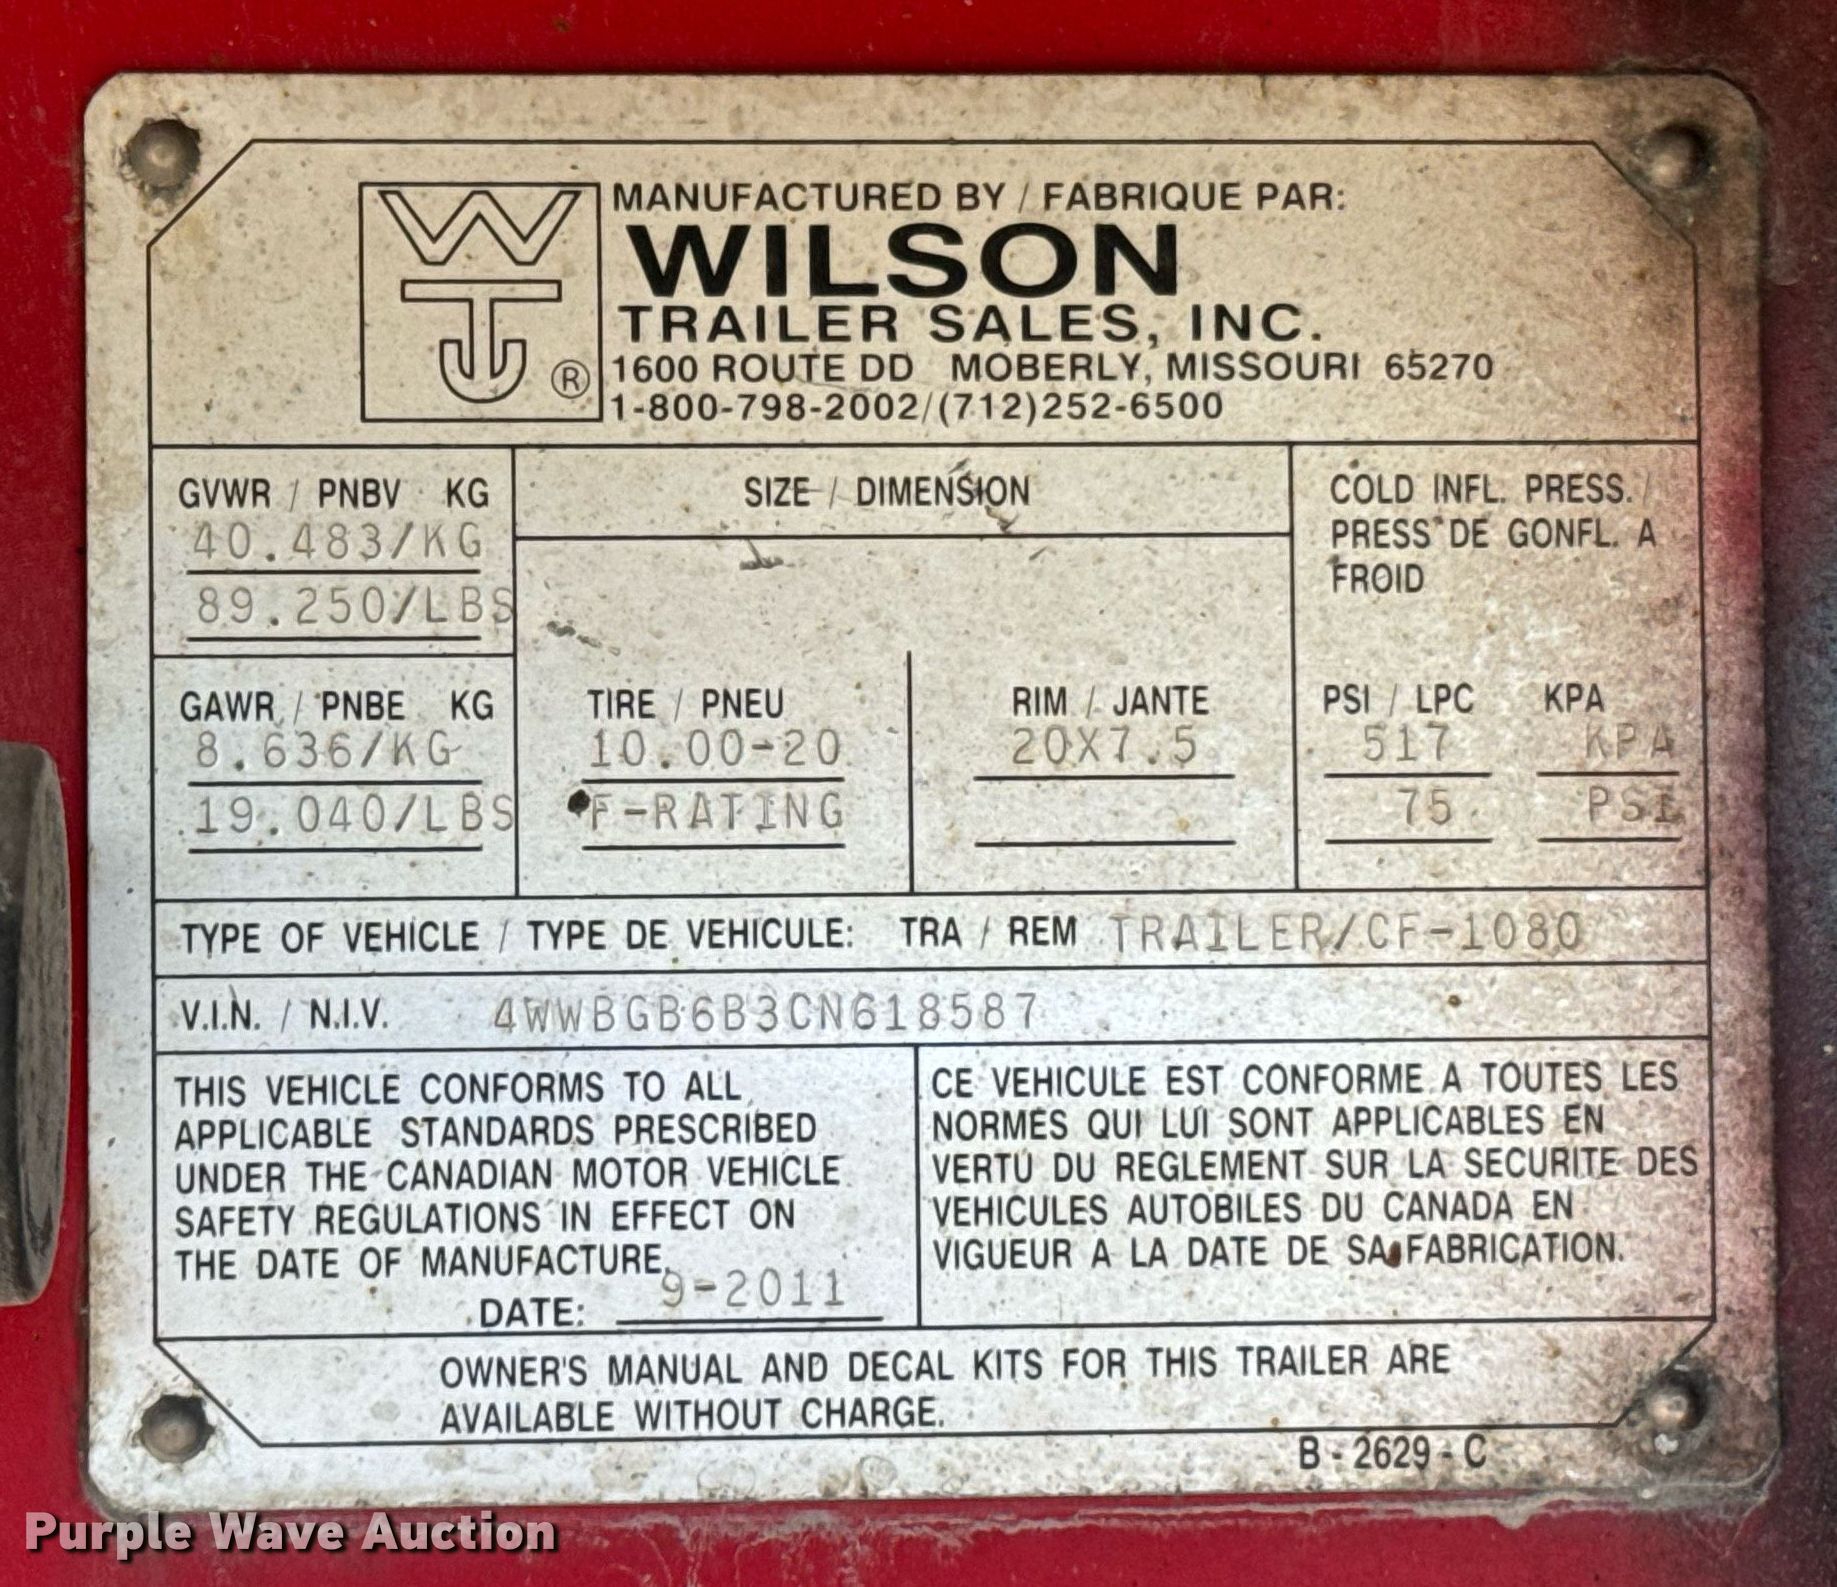 MANUFACTURED BY / FABRIQUE PAR:
WTJ ®
WILSON
TRAILER SALES, INC.
1600 ROUTE DD MOBERLY, MISSOURI 65270
1-800-798-2002/(712)252-6500
GVWR / PNBV KG
40.483/KG
89.250/LBS
SIZE / DIMENSION
COLD INFL. PRESS. /
PRESS DE GONFL. A
FROID
GAWR / PNBE KG
8.636/KG
19.040/LBS
TIRE / PNEU
10.00-20
F-RATING
RIM / JANTE
20X7.5
PSI / LPC KPA
517 KPA
75 PSI
TYPE OF VEHICLE / TYPE DE VEHICULE: TRA / REM TRAILER/CF-1080
V.I.N. / N.I.V. 4WWBGB6B3CN618587
THIS VEHICLE CONFORMS TO ALL
APPLICABLE STANDARDS PRESCRIBED
UNDER THE CANADIAN MOTOR VEHICLE
SAFETY REGULATIONS IN EFFECT ON
THE DATE OF MANUFACTURE.
DATE: 9-2011
CE VEHICULE EST CONFORME A TOUTES LES
NORMES QUI LUI SONT APPLICABLES EN
VERTU DU REGLEMENT SUR LA SECURITE DES
VEHICULES AUTOBILES DU CANADA EN
VIGUEUR A LA DATE DE SA FABRICATION.
OWNER'S MANUAL AND DECAL KITS FOR THIS TRAILER ARE
AVAILABLE WITHOUT CHARGE.
B - 2629 - C
Purple Wave Auction